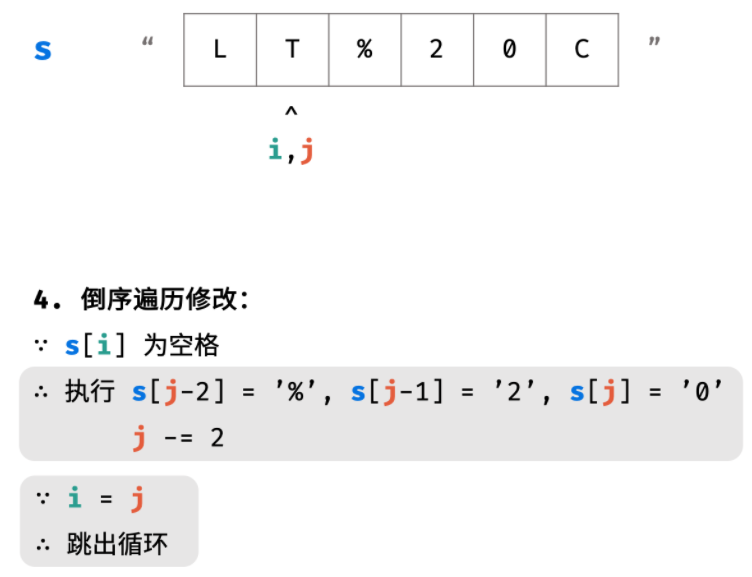 s “ L T % 2 0 C ”
^
i,j
4. 倒序遍历修改：
∵ s[i] 为空格
∴ 执行 s[j-2] = ’%’, s[j-1] = ’2’, s[j] = ’0’
j -= 2
∵ i = j
∴ 跳出循环